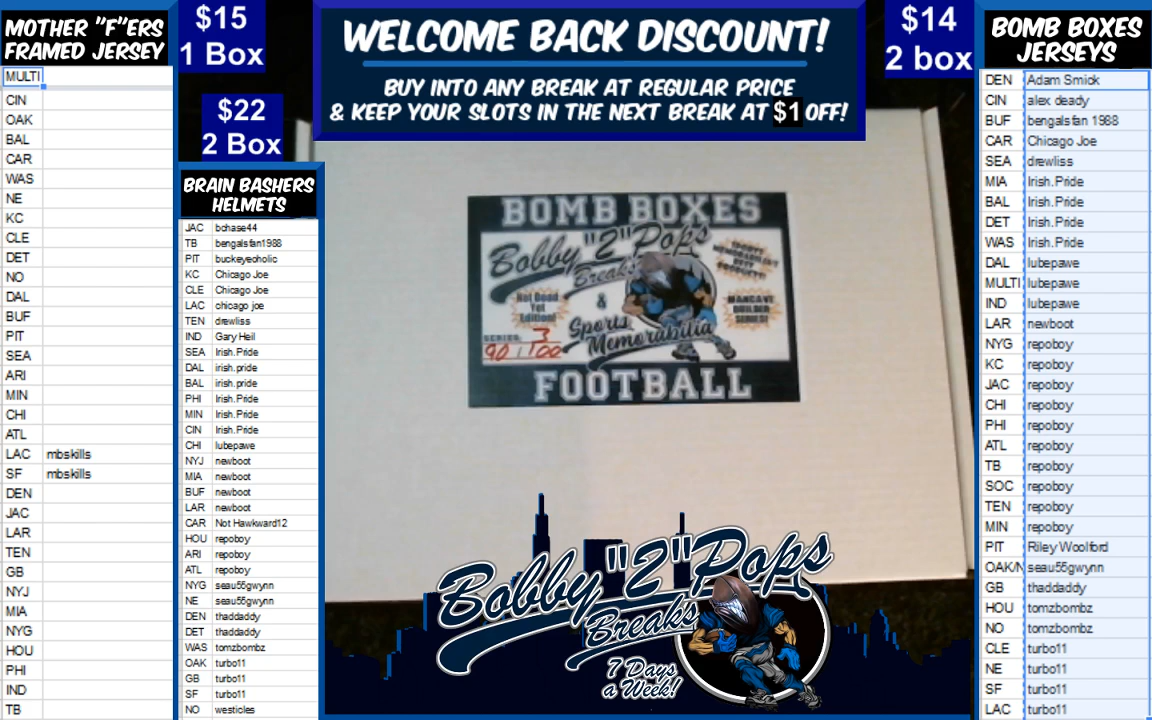 MOTHER "F"ERS
FRAMED JERSEY
MULTI
CIN
OAK
BAL
CAR
WAS
NE
KC
CLE
DET
NO
DAL
BUF
PIT
SEA
ARI
MIN
CHI
ATL
LAC mbskills
SF mbskills
DEN
JAC
LAR
TEN
GB
NYJ
MIA
NYG
HOU
PHI
IND
TB
$15
1 Box
$22
2 Box
BRAIN BASHERS
HELMETS
JAC bchase44
TB bengalsfan1988
PIT buckeyeoholic
KC Chicago Joe
CLE Chicago Joe
LAC chicago joe
TEN drewliss
IND Gary Heil
SEA Irish.Pride
DAL irish.pride
BAL irish.pride
PHI Irish.Pride
MIN Irish.Pride
CIN Irish.Pride
CHI lubepawe
NYJ newboot
MIA newboot
BUF newboot
LAR newboot
CAR Not Hawkward12
HOU repoboy
ARI repoboy
ATL repoboy
NYG seau55gwynn
NE seau55gwynn
DEN thaddaddy
DET thaddaddy
WAS tomzbombz
OAK turbo11
GB turbo11
SF turbo11
NO westicles
WELCOME BACK DISCOUNT!
BUY INTO ANY BREAK AT REGULAR PRICE
& KEEP YOUR SLOTS IN THE NEXT BREAK AT $1 OFF!
BOMB BOXES
Bobby "2" Pops
Breaks
&
Sports
Memorabilia
Not Dead
Yet
Edition!
MANCAVE
BUILDER
SERIES!
SERIES: 3
90/100
FOOTBALL
Bobby "2" Pops
Breaks
7 Days
a Week!
$14
2 box
BOMB BOXES
JERSEYS
DEN Adam Smick
CIN alex deady
BUF bengalsfan 1988
CAR Chicago Joe
SEA drewliss
MIA Irish.Pride
BAL Irish.Pride
DET Irish.Pride
WAS Irish.Pride
DAL lubepawe
MULTI lubepawe
IND lubepawe
LAR newboot
NYG repoboy
KC repoboy
JAC repoboy
CHI repoboy
PHI repoboy
ATL repoboy
TB repoboy
SOC repoboy
TEN repoboy
MIN repoboy
PIT Riley Woolford
OAK/N seau55gwynn
GB thaddaddy
HOU tomzbombz
NO tomzbombz
CLE turbo11
NE turbo11
SF turbo11
LAC turbo11